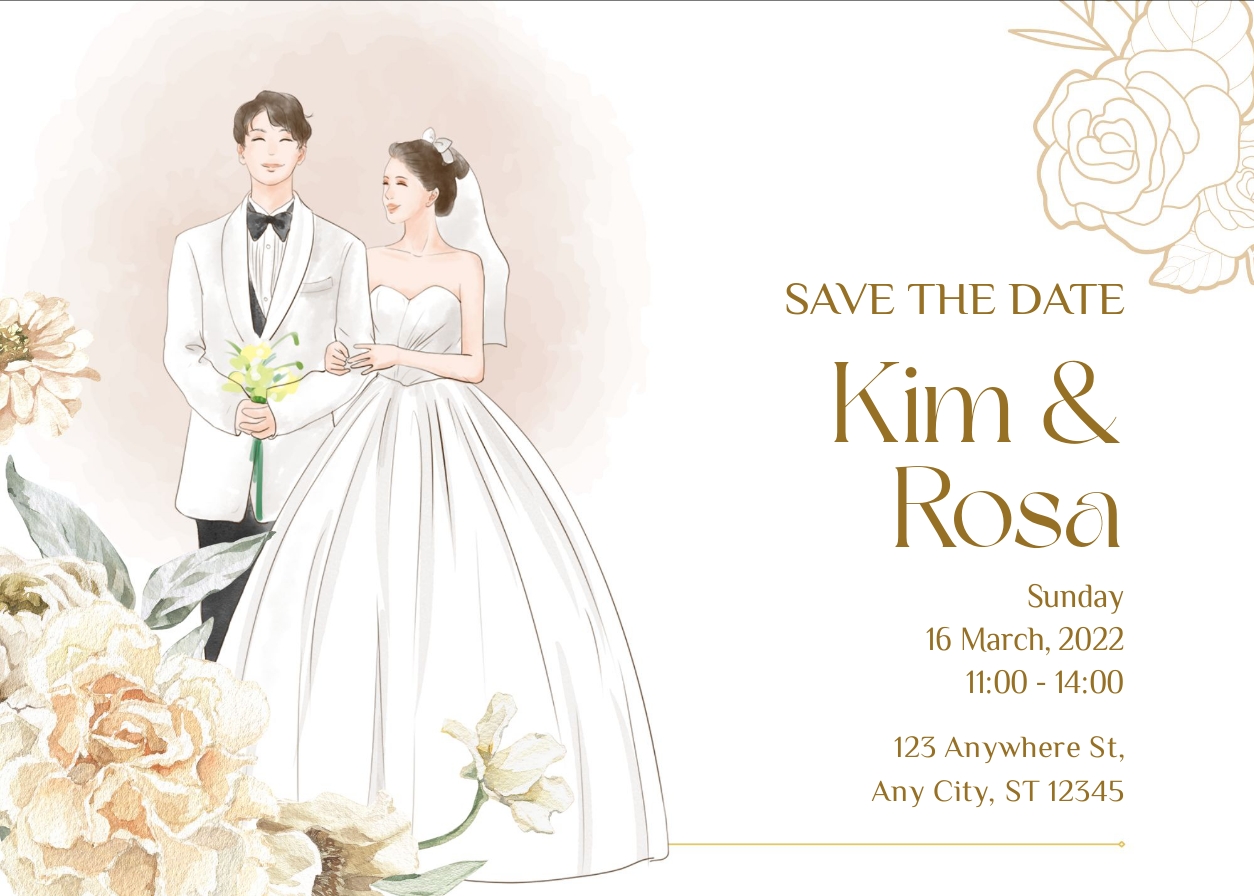 SAVE THE DATE
Kim &
Rosa
Sunday
16 March, 2022
11:00 - 14:00
123 Anywhere St,
Any City, ST 12345